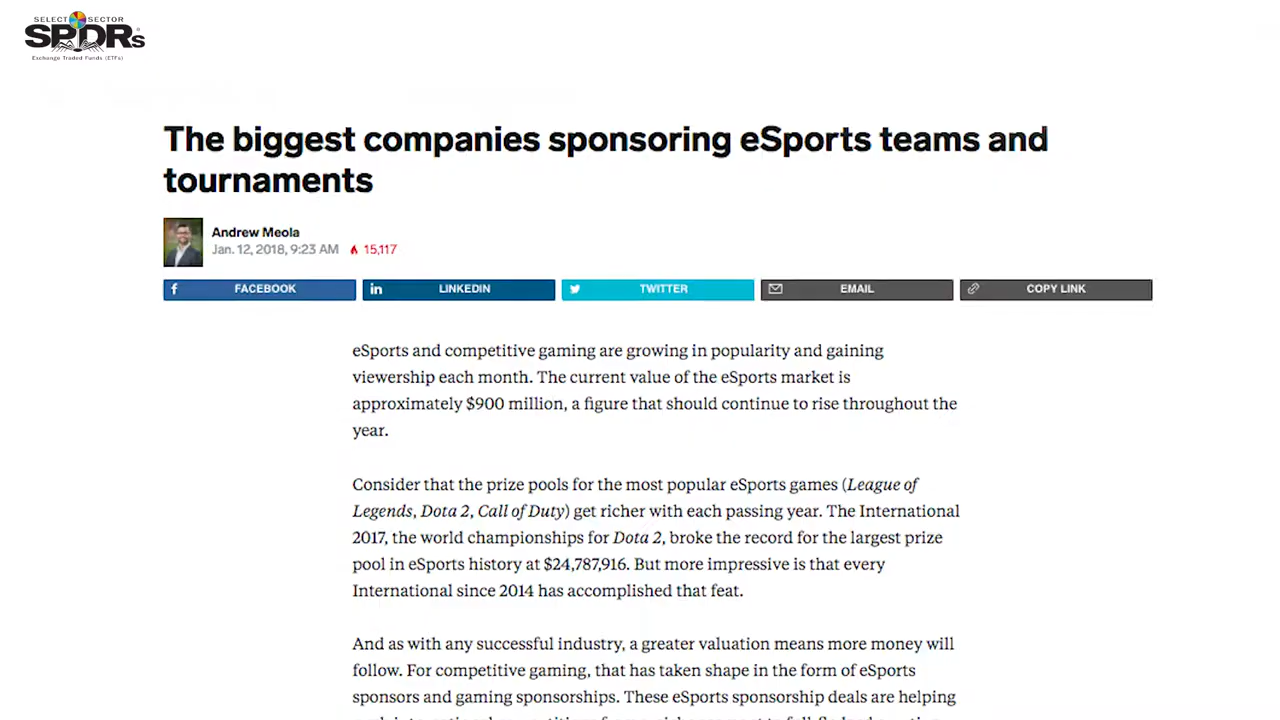 SELECT SECTOR
SPDRs
Exchange Traded Funds (ETFs)
The biggest companies sponsoring eSports teams and
tournaments
Andrew Meola
Jan. 12, 2018, 9:23 AM 15,117
FACEBOOK
LINKEDIN
TWITTER
EMAIL
COPY LINK
eSports and competitive gaming are growing in popularity and gaining
viewership each month. The current value of the eSports market is
approximately $900 million, a figure that should continue to rise throughout the
year.
Consider that the prize pools for the most popular eSports games (League of
Legends, Dota 2, Call of Duty) get richer with each passing year. The International
2017, the world championships for Dota 2, broke the record for the largest prize
pool in eSports history at $24,787,916. But more impressive is that every
International since 2014 has accomplished that feat.
And as with any successful industry, a greater valuation means more money will
follow. For competitive gaming, that has taken shape in the form of eSports
sponsors and gaming sponsorships. These eSports sponsorship deals are helping